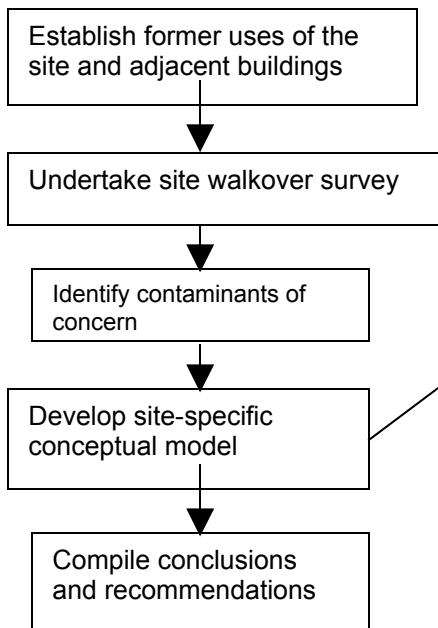 Establish former uses of the
site and adjacent buildings
Undertake site walkover survey
Identify contaminants of
concern
Develop site-specific
conceptual model
Compile conclusions
and recommendations